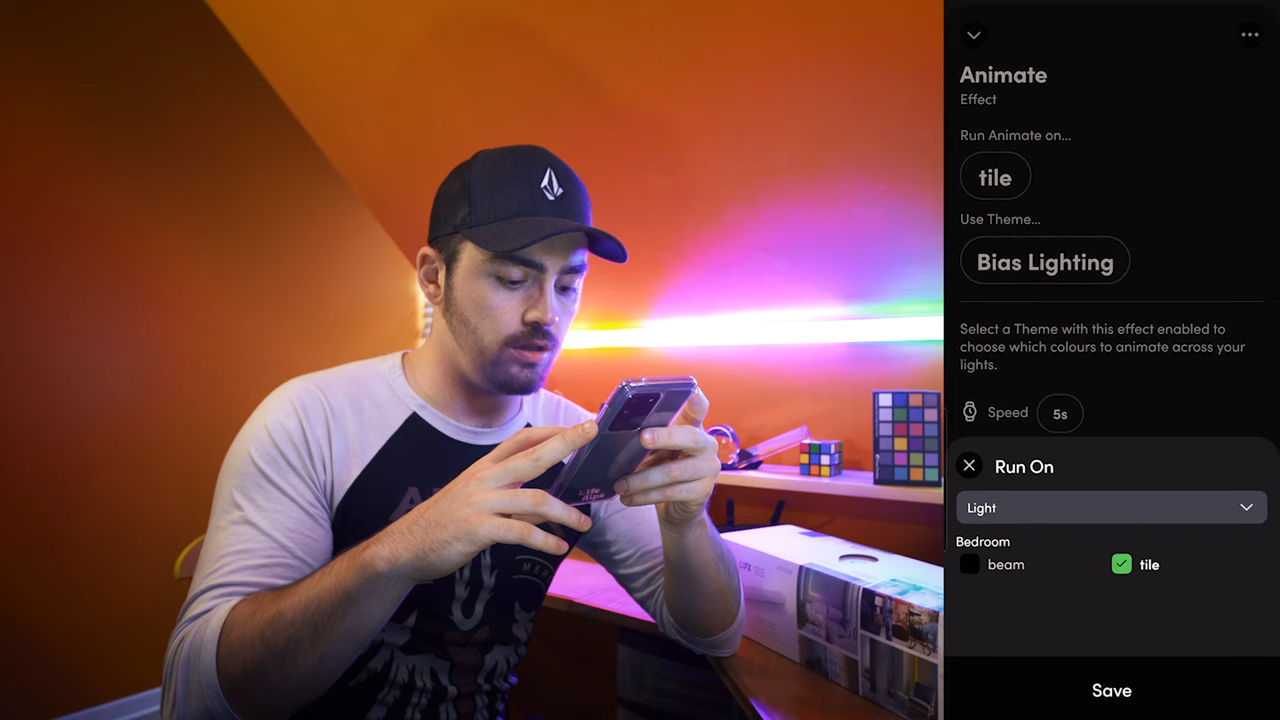 Animate
Effect
Run Animate on...
tile
Use Theme...
Bias Lighting
Select a Theme with this effect enabled to
choose which colours to animate across your
lights.
Speed 5s
Run On
Light
Bedroom
beam
tile
Save
LIFX